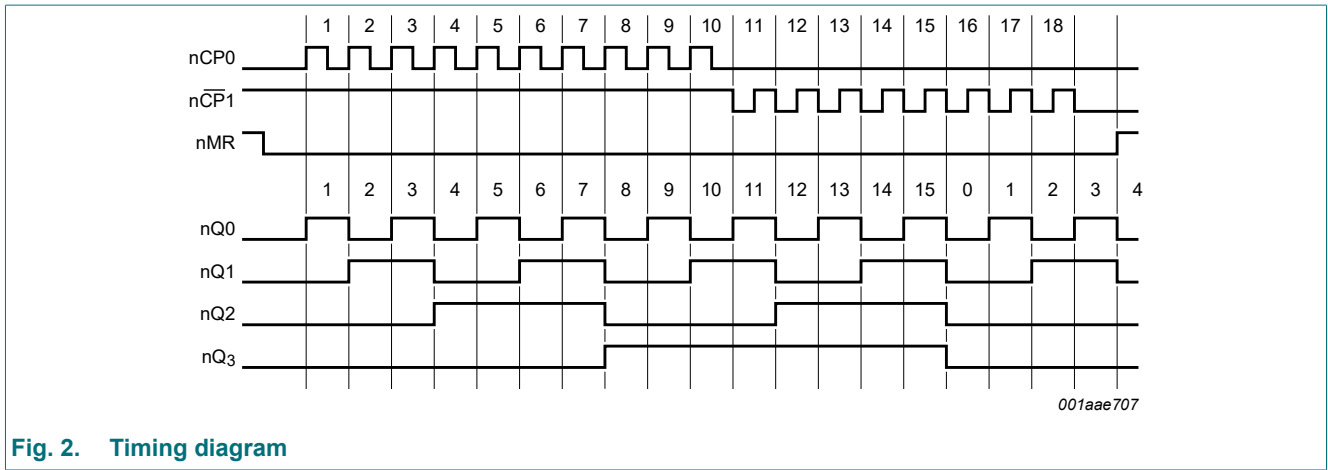 1 2 3 4 5 6 7 8 9 10 11 12 13 14 15 16 17 18
nCP0
nC̅P̅1
nMR
1 2 3 4 5 6 7 8 9 10 11 12 13 14 15 0 1 2 3 4
nQ0
nQ1
nQ2
nQ₃
001aae707
Fig. 2. Timing diagram